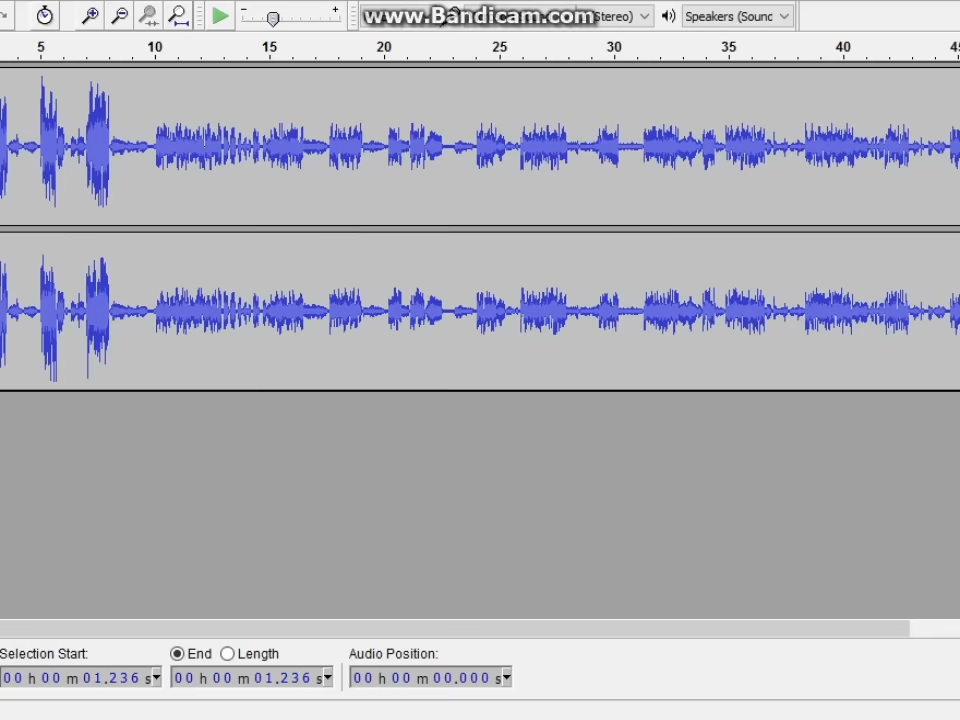 www.Bandicam.com
Stereo)
Speakers (Sounc
- +
5 10 15 20 25 30 35 40 45
Selection Start:
End Length
Audio Position:
00 h 00 m 01.236 s
00 h 00 m 01.236 s
00 h 00 m 00.000 s